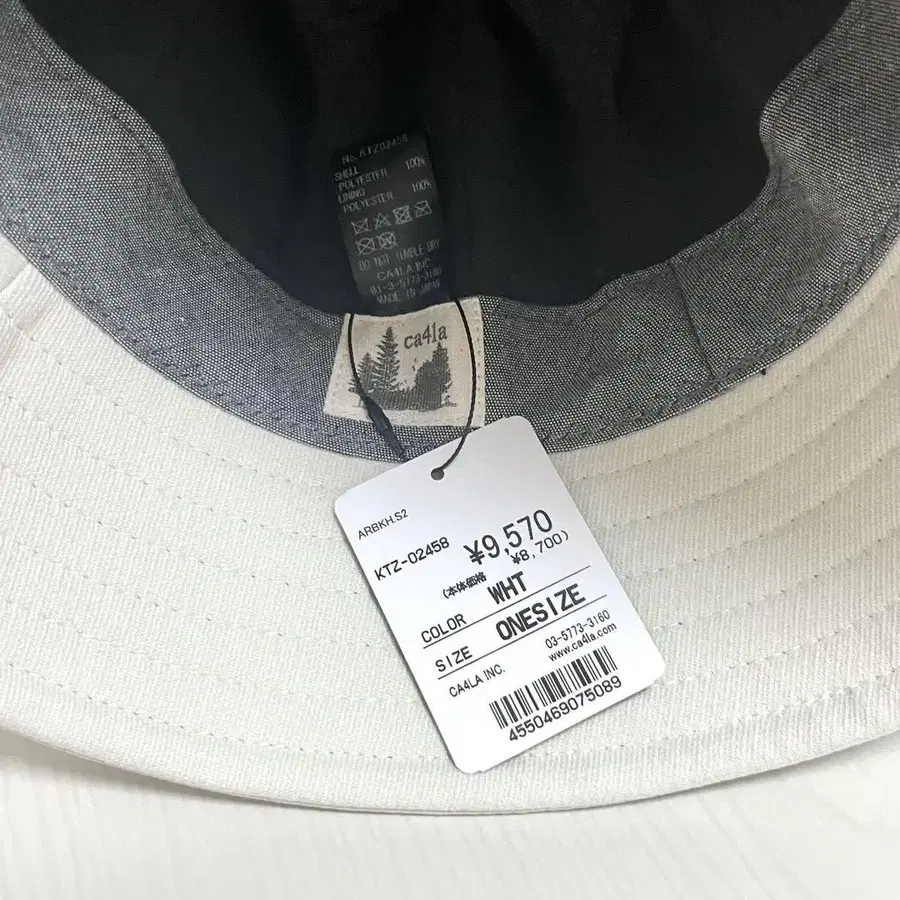 No. KTZ02458
SHELL
POLYESTER 100%
LINING
POLYESTER 100%
DO NOT TUMBLE DRY
CA4LA INC.
01-3-5773-3160
MADE IN JAPAN
ca4la
ARBKH.S2
KTZ-02458 ¥9,570
(本体価格 ¥8,700)
COLOR WHT
SIZE ONESIZE
CA4LA INC. 03-5773-3160
www.ca4la.com
4550469075089